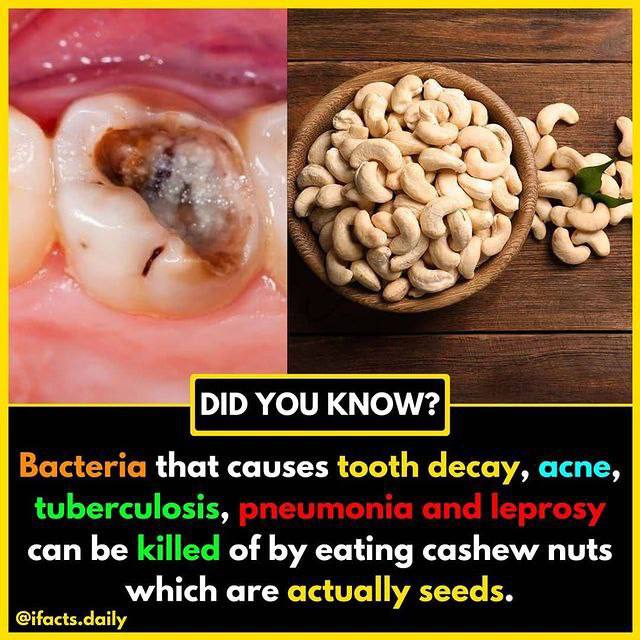 DID YOU KNOW?
Bacteria that causes tooth decay, acne,
tuberculosis, pneumonia and leprosy
can be killed of by eating cashew nuts
which are actually seeds.
@ifacts.daily